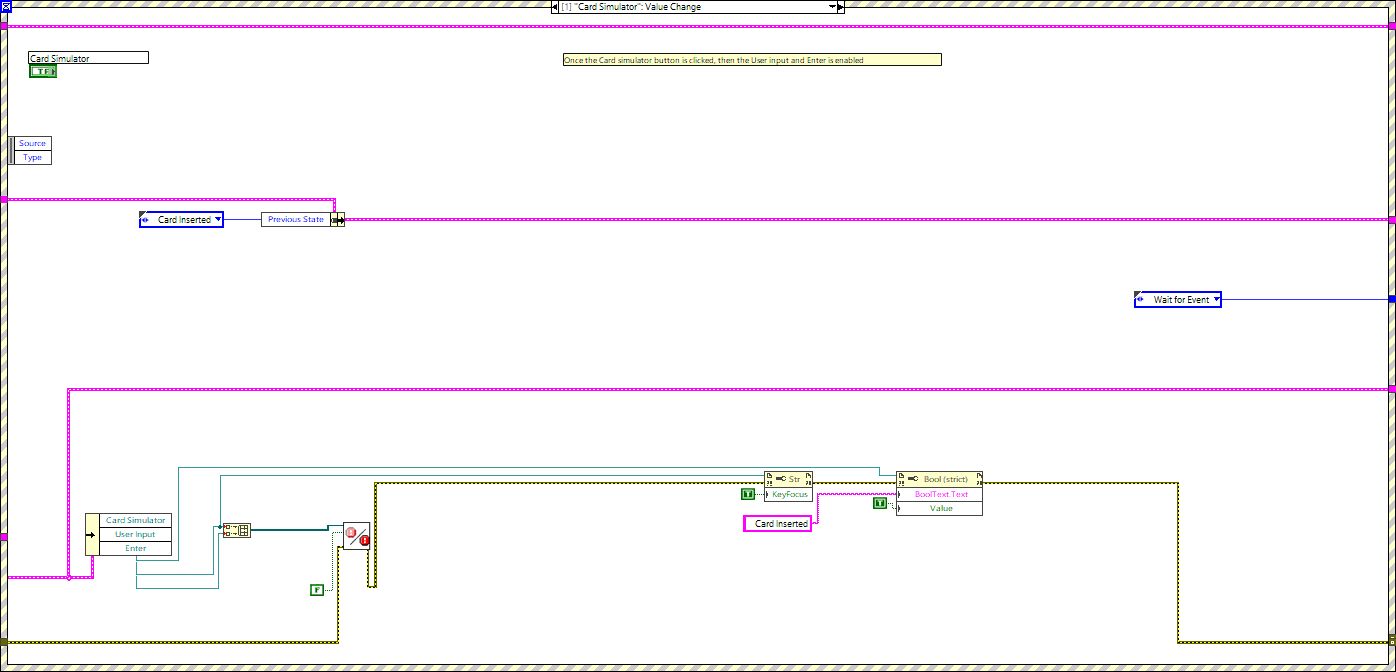 [1] "Card Simulator": Value Change
Card Simulator
TF
Once the Card simulator button is clicked, then the User input and Enter is enabled
Source
Type
Card Inserted
Previous State
Wait for Event
Str
KeyFocus
T
Bool (strict)
BoolText.Text
Value
T
Card Inserted
Card Simulator
User Input
Enter
F